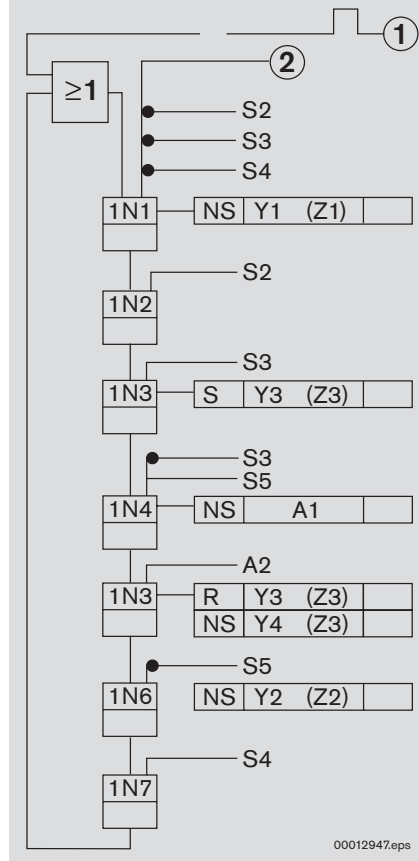 1
2
≥1
S2
S3
S4
1N1 NS Y1 (Z1)
S2
1N2
S3
1N3 S Y3 (Z3)
S3
S5
1N4 NS A1
A2
1N3 R Y3 (Z3)
NS Y4 (Z3)
S5
1N6 NS Y2 (Z2)
S4
1N7
00012947.eps